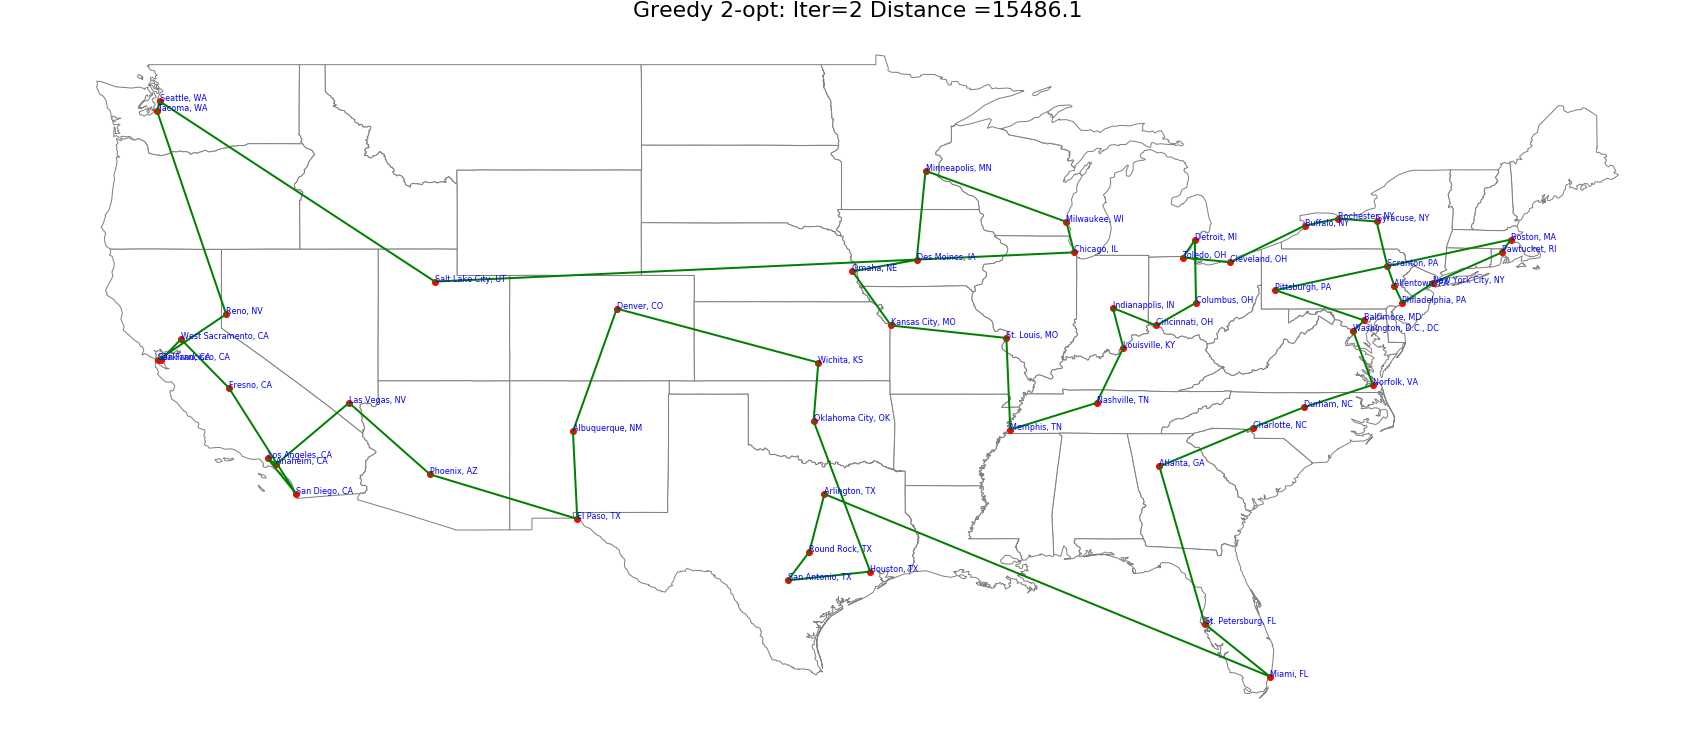 Greedy 2-opt: Iter=2 Distance =15486.1
Seattle, WA
Tacoma, WA
Minneapolis, MN
Milwaukee, WI
Rochester, NY
Syracuse, NY
Buffalo, NY
Detroit, MI
Boston, MA
Pawtucket, RI
Chicago, IL
Toledo, OH
Cleveland, OH
Des Moines, IA
Omaha, NE
Scranton, PA
Salt Lake City, UT
Allentown, PA
New York City, NY
Pittsburgh, PA
Philadelphia, PA
Denver, CO
Indianapolis, IN
Columbus, OH
Reno, NV
Kansas City, MO
Cincinnati, OH
Baltimore, MD
Washington, D.C., DC
West Sacramento, CA
St. Louis, MO
Louisville, KY
Wichita, KS
Fresno, CA
Norfolk, VA
Las Vegas, NV
Nashville, TN
Durham, NC
Oklahoma City, OK
Albuquerque, NM
Memphis, TN
Charlotte, NC
Los Angeles, CA
Anaheim, CA
Atlanta, GA
Phoenix, AZ
San Diego, CA
Arlington, TX
El Paso, TX
Round Rock, TX
San Antonio, TX
Houston, TX
St. Petersburg, FL
Miami, FL